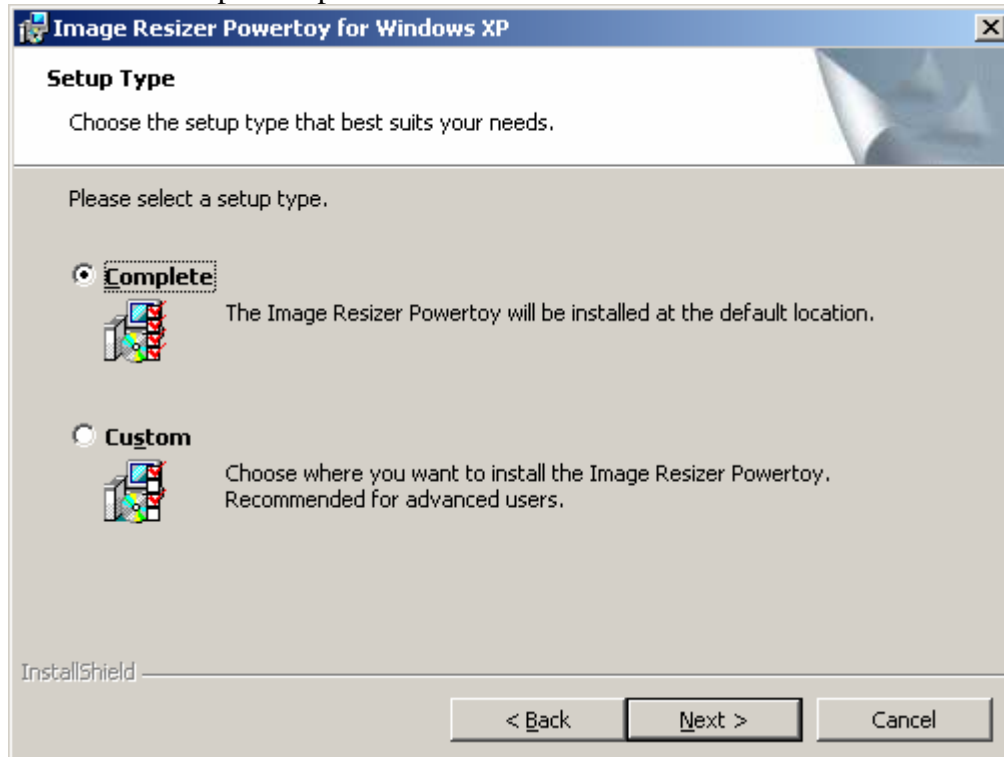 Image Resizer Powertoy for Windows XP
Setup Type
Choose the setup type that best suits your needs.
Please select a setup type.
Complete
The Image Resizer Powertoy will be installed at the default location.
Custom
Choose where you want to install the Image Resizer Powertoy.
Recommended for advanced users.
InstallShield
< Back Next > Cancel